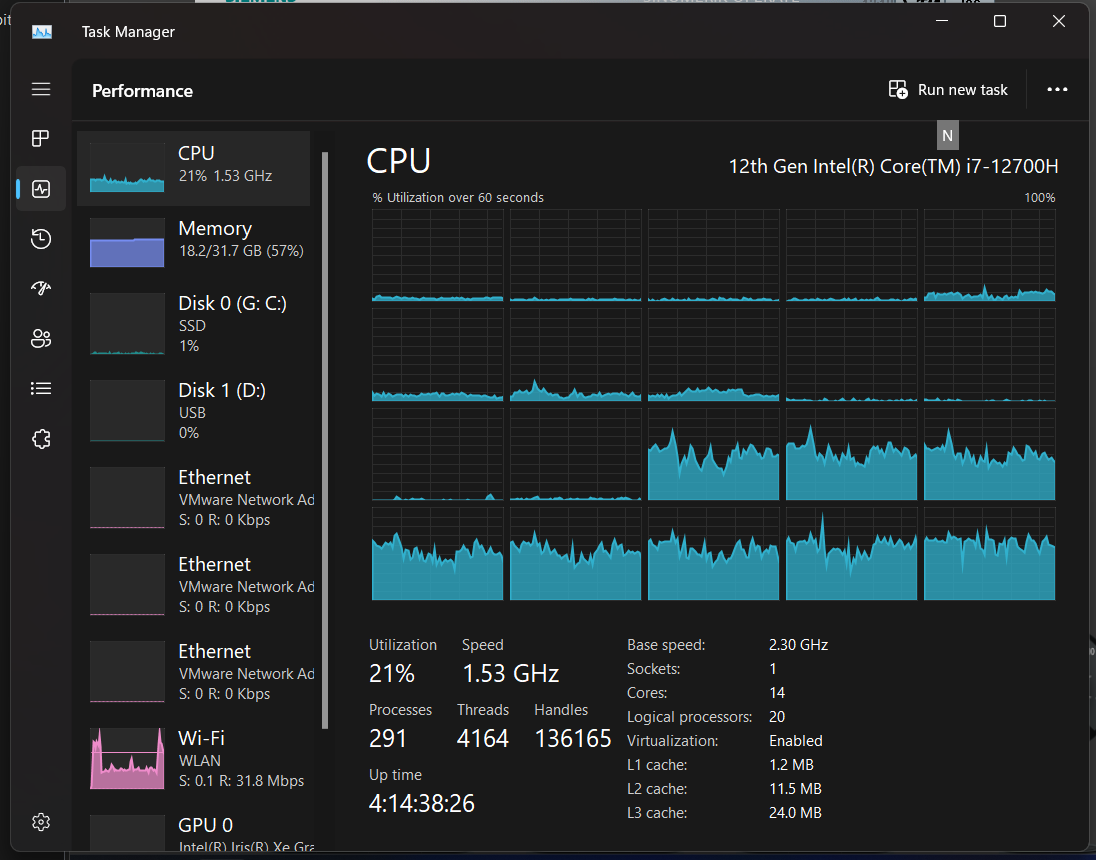 SIEMENS
Task Manager
Performance
Run new task
N
CPU
21% 1.53 GHz
Memory
18.2/31.7 GB (57%)
Disk 0 (G: C:)
SSD
1%
Disk 1 (D:)
USB
0%
Ethernet
VMware Network Ad
S: 0 R: 0 Kbps
Ethernet
VMware Network Ad
S: 0 R: 0 Kbps
Ethernet
VMware Network Ad
S: 0 R: 0 Kbps
Wi-Fi
WLAN
S: 0.1 R: 31.8 Mbps
GPU 0
Intel(R) Iris(R) Xe Gra
CPU
12th Gen Intel(R) Core(TM) i7-12700H
% Utilization over 60 seconds
100%
Utilization
Speed
21%
1.53 GHz
Processes
Threads
Handles
291
4164
136165
Up time
4:14:38:26
Base speed: 2.30 GHz
Sockets: 1
Cores: 14
Logical processors: 20
Virtualization: Enabled
L1 cache: 1.2 MB
L2 cache: 11.5 MB
L3 cache: 24.0 MB